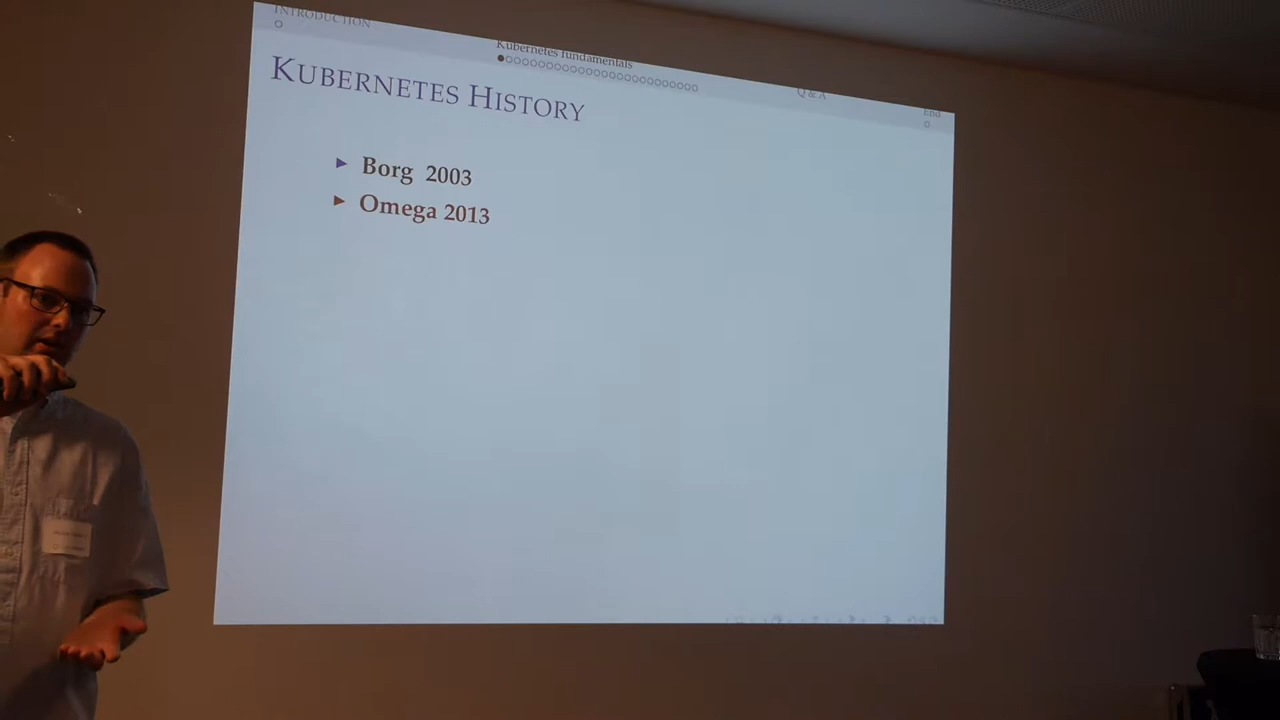 INTRODUCTION
Kubernetes fundamentals
Q & A
End
KUBERNETES HISTORY
Borg 2003
Omega 2013